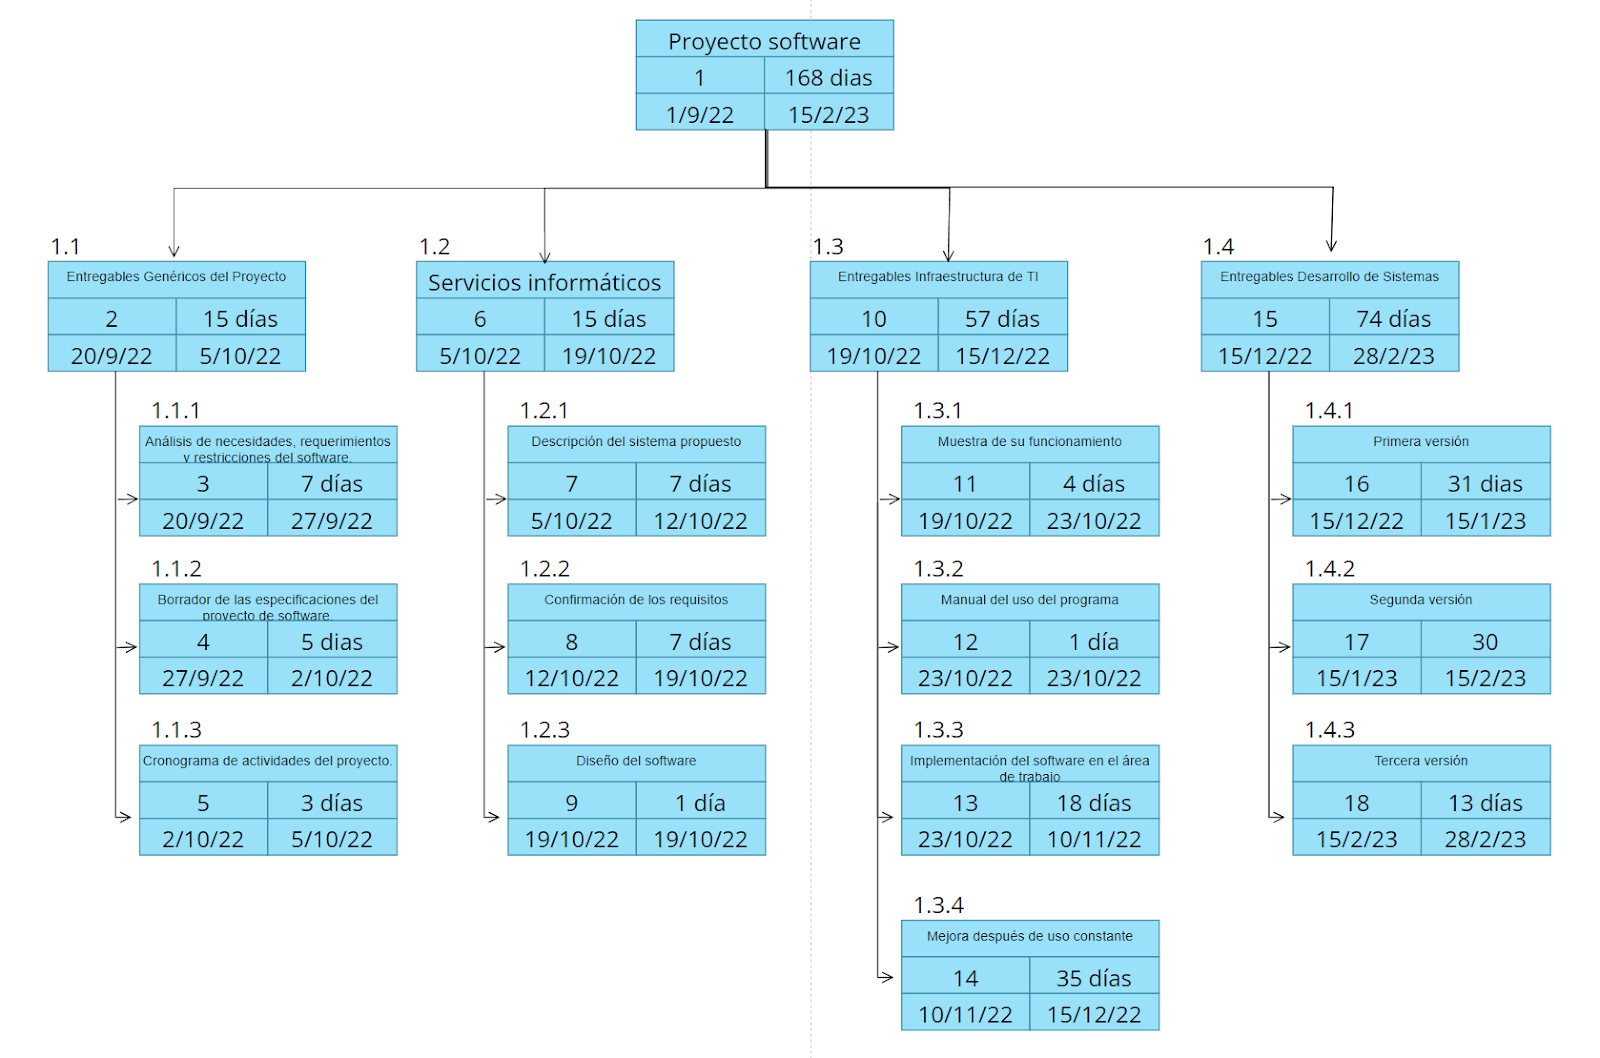 Proyecto software
1 168 dias
1/9/22 15/2/23
1.1
Entregables Genéricos del Proyecto
2 15 días
20/9/22 5/10/22
1.1.1
Análisis de necesidades, requerimientos
y restricciones del software.
3 7 días
20/9/22 27/9/22
1.1.2
Borrador de las especificaciones del
proyecto de software.
4 5 dias
27/9/22 2/10/22
1.1.3
Cronograma de actividades del proyecto.
5 3 días
2/10/22 5/10/22
1.2
Servicios informáticos
6 15 días
5/10/22 19/10/22
1.2.1
Descripción del sistema propuesto
7 7 días
5/10/22 12/10/22
1.2.2
Confirmación de los requisitos
8 7 días
12/10/22 19/10/22
1.2.3
Diseño del software
9 1 día
19/10/22 19/10/22
1.3
Entregables Infraestructura de TI
10 57 días
19/10/22 15/12/22
1.3.1
Muestra de su funcionamiento
11 4 días
19/10/22 23/10/22
1.3.2
Manual del uso del programa
12 1 día
23/10/22 23/10/22
1.3.3
Implementación del software en el área
de trabajo
13 18 días
23/10/22 10/11/22
1.3.4
Mejora después de uso constante
14 35 días
10/11/22 15/12/22
1.4
Entregables Desarrollo de Sistemas
15 74 días
15/12/22 28/2/23
1.4.1
Primera versión
16 31 dias
15/12/22 15/1/23
1.4.2
Segunda versión
17 30
15/1/23 15/2/23
1.4.3
Tercera versión
18 13 días
15/2/23 28/2/23